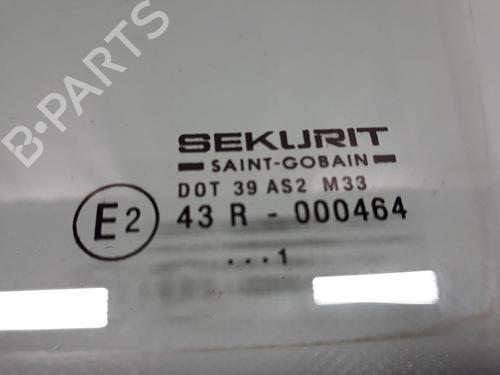 B-PARTS
SEKURIT
SAINT-GOBAIN
DOT 39 AS2 M33
E2 43 R - 000464
...1